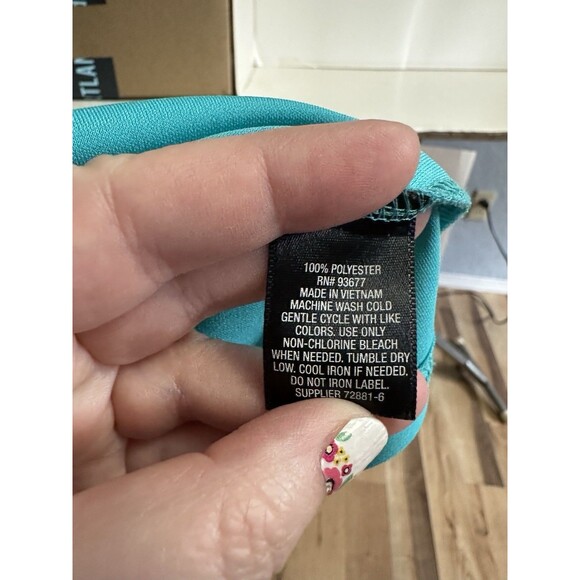 TLAN
100% POLYESTER
RN# 93677
MADE IN VIETNAM
MACHINE WASH COLD
GENTLE CYCLE WITH LIKE
COLORS. USE ONLY
NON-CHLORINE BLEACH
WHEN NEEDED. TUMBLE DRY
LOW. COOL IRON IF NEEDED.
DO NOT IRON LABEL.
SUPPLIER 72881-6